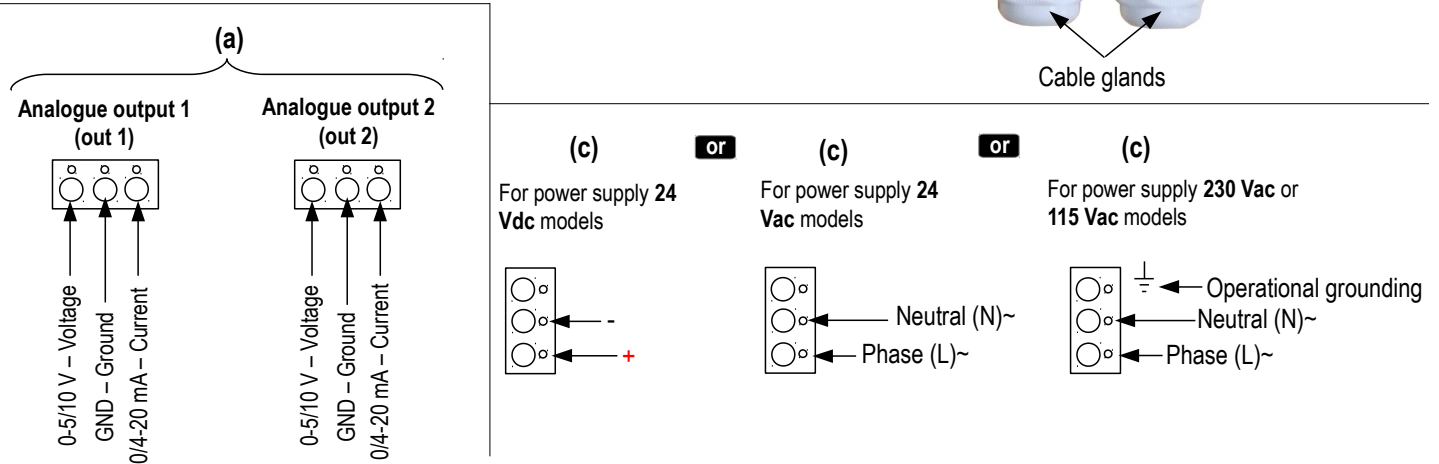 Cable glands
(a)
Analogue output 1
(out 1)
0-5/10 V – Voltage
GND – Ground
0/4-20 mA – Current
Analogue output 2
(out 2)
0-5/10 V – Voltage
GND – Ground
0/4-20 mA – Current
(c)
For power supply 24
Vdc models
-
+
or
(c)
For power supply 24
Vac models
Neutral (N)~
Phase (L)~
or
(c)
For power supply 230 Vac or
115 Vac models
Operational grounding
Neutral (N)~
Phase (L)~